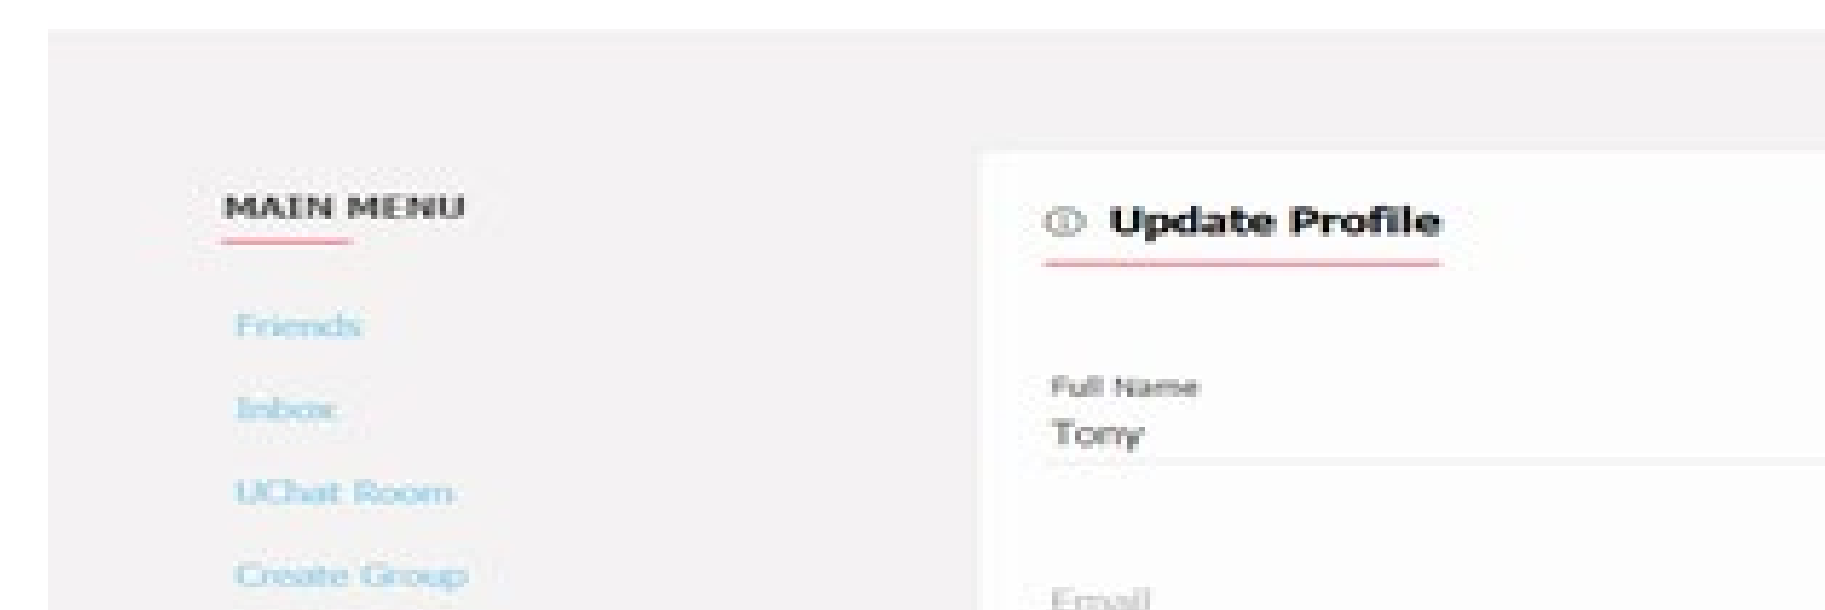 MAIN MENU
Friends
Inbox
UChat Room
Create Group
Update Profile
Full Name
Tony
Email